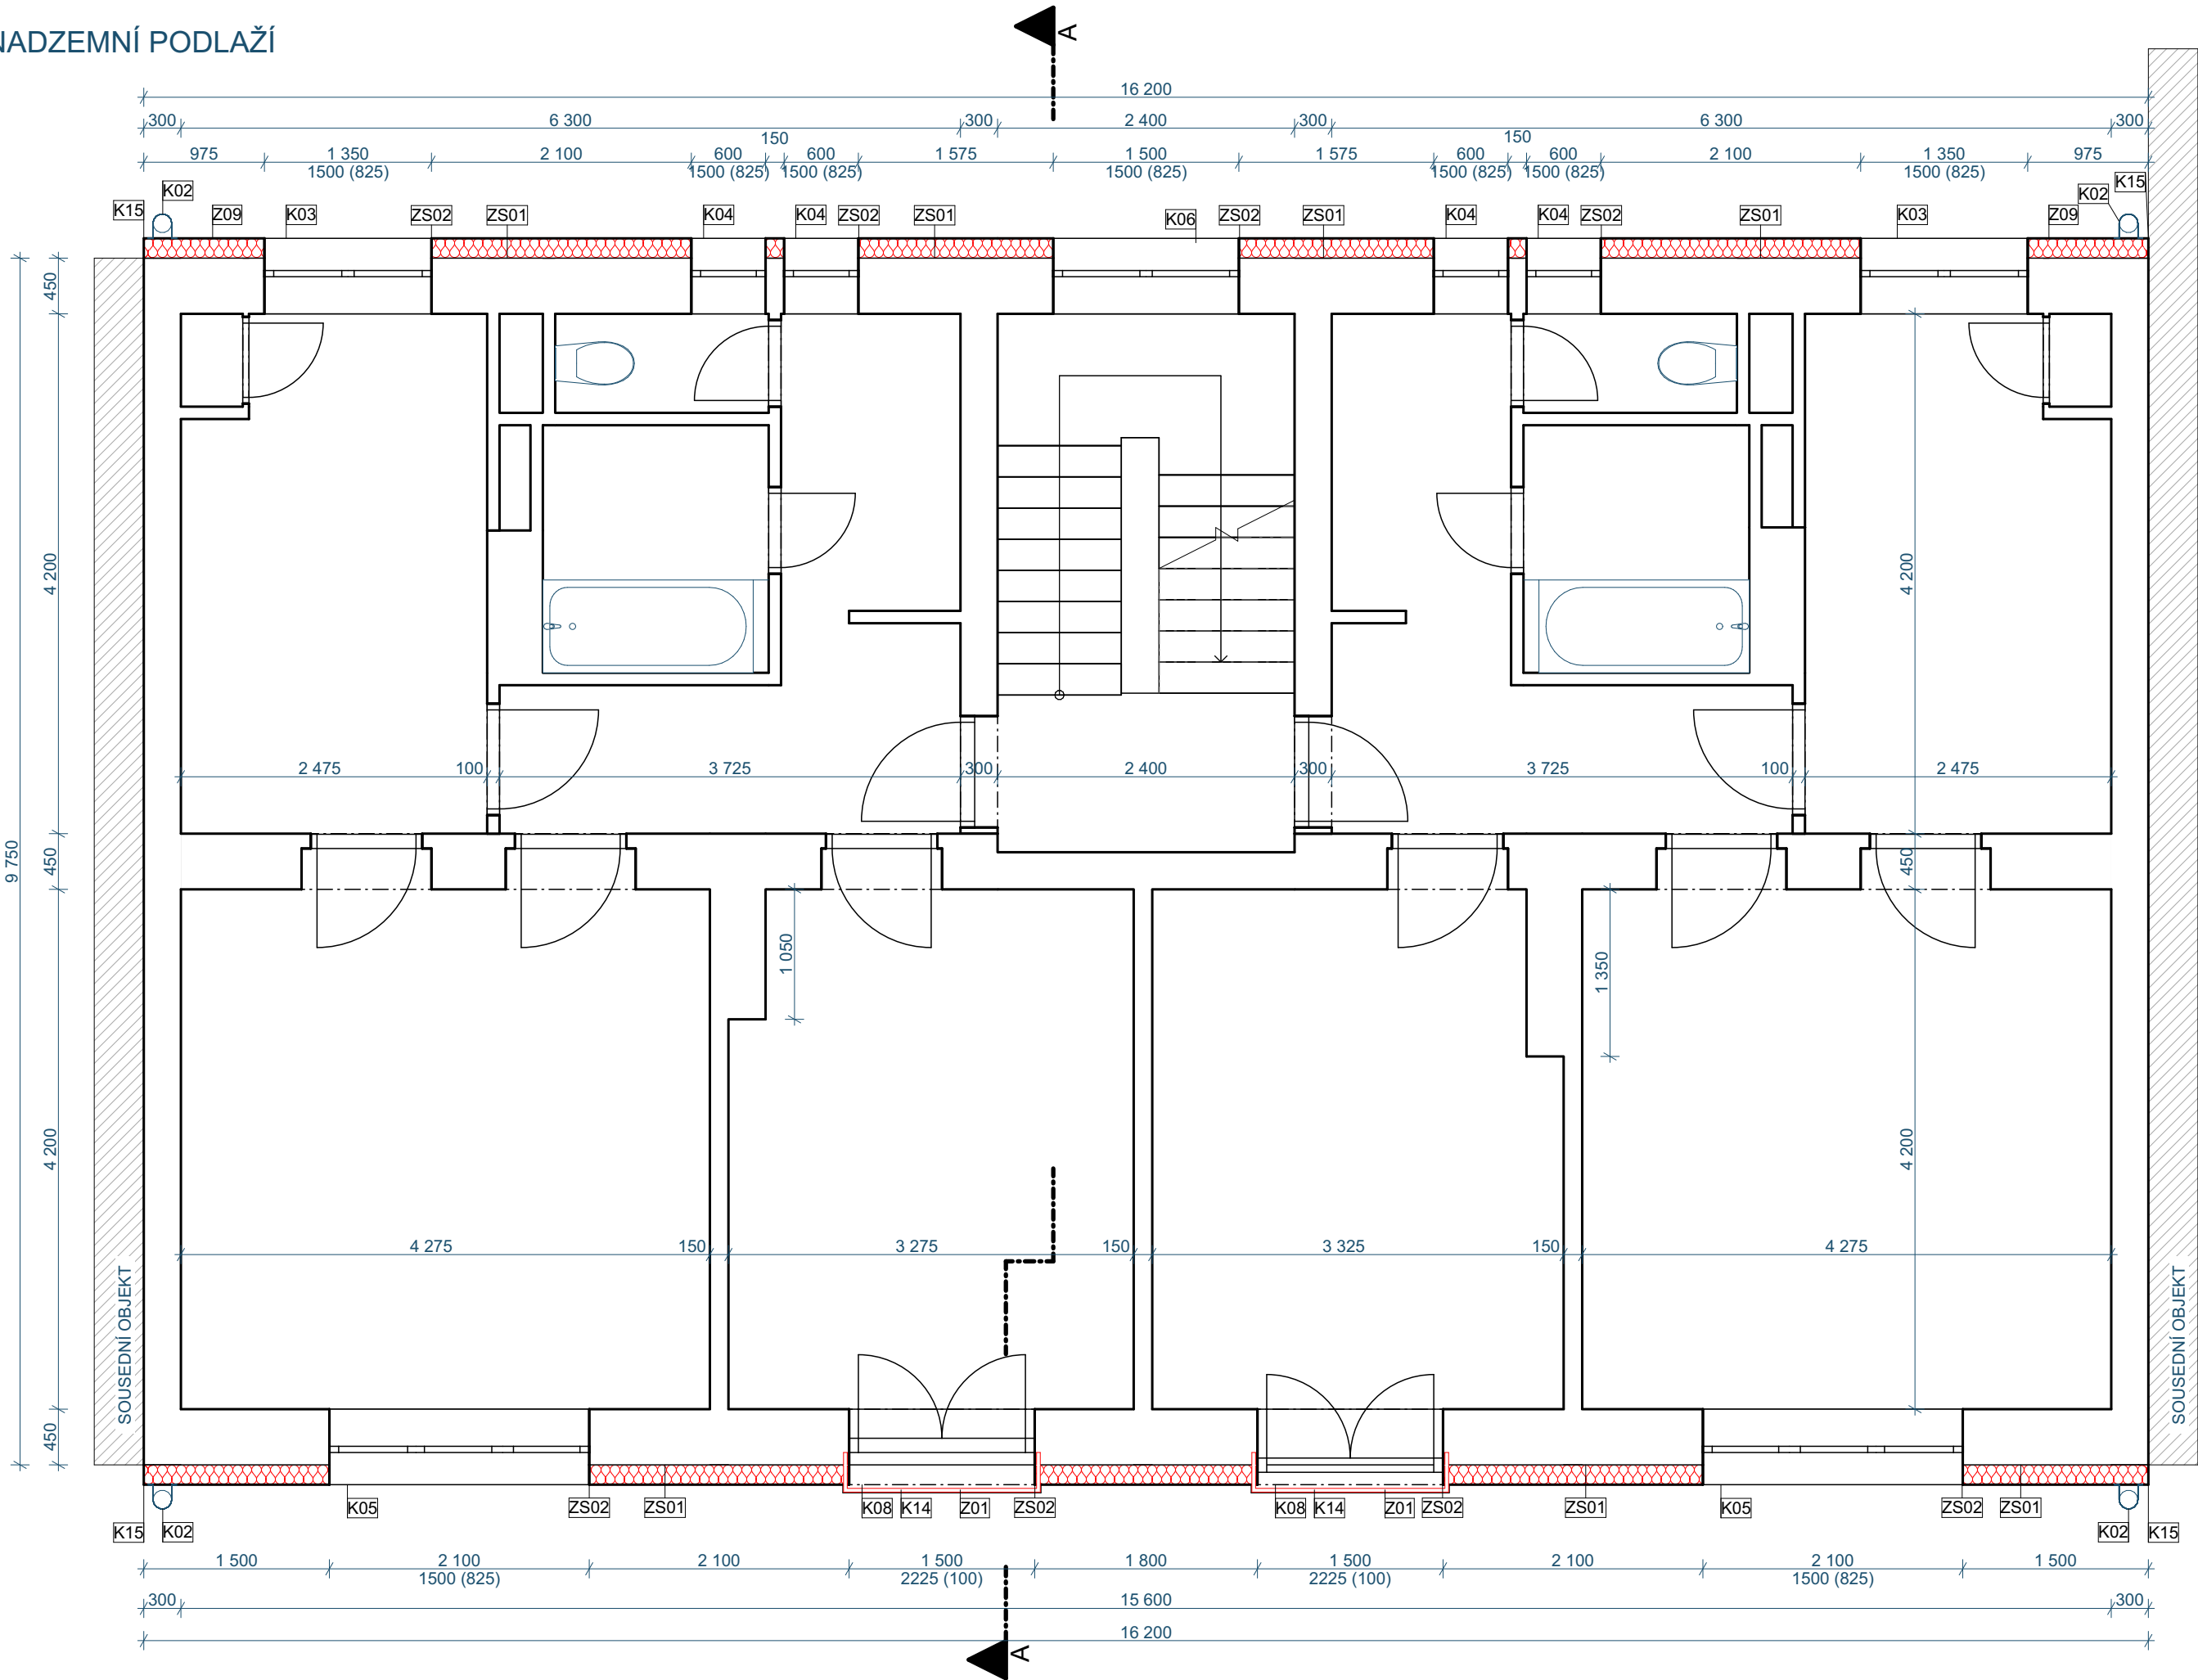 NADZEMNÍ PODLAŽÍ
A
16 200
300 6 300 300 2 400 300 6 300 300
150 150
975 1 350 2 100 600 600 1 575 1 500 1 575 600 600 2 100 1 350 975
1500 (825) 1500 (825) 1500 (825) 1500 (825) 1500 (825) 1500 (825) 1500 (825)
K15 K02 Z09 K03 ZS02 ZS01 K04 K04 ZS02 ZS01 K06 ZS02 ZS01 K04 K04 ZS02 ZS01 K03 Z09 K02 K15
450
4 200 4 200
2 475 100 3 725 300 2 400 300 3 725 100 2 475
9 750
450 450
1 050 1 350
4 200 4 200
4 275 150 3 275 150 3 325 150 4 275
SOUSEDNÍ OBJEKT
SOUSEDNÍ OBJEKT
450
K15 K02 K05 ZS02 ZS01 K08 K14 Z01 ZS02 K08 K14 Z01 ZS02 ZS01 K05 ZS02 ZS01 K02 K15
1 500 2 100 2 100 1 500 1 800 1 500 2 100 2 100 1 500
1500 (825) 2225 (100) 2225 (100) 1500 (825)
300 15 600 300
16 200
A